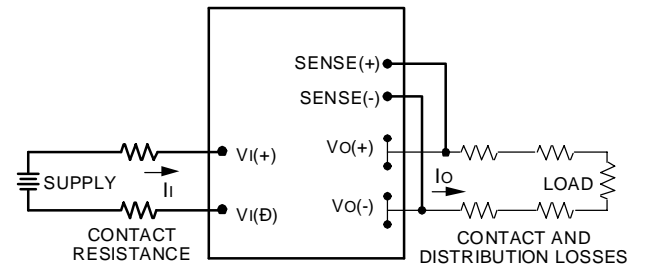 SENSE(+)
SENSE(-)
VI(+)
VO(+)
SUPPLY
II
IO
LOAD
VI(Đ)
VO(-)
CONTACT
RESISTANCE
CONTACT AND
DISTRIBUTION LOSSES